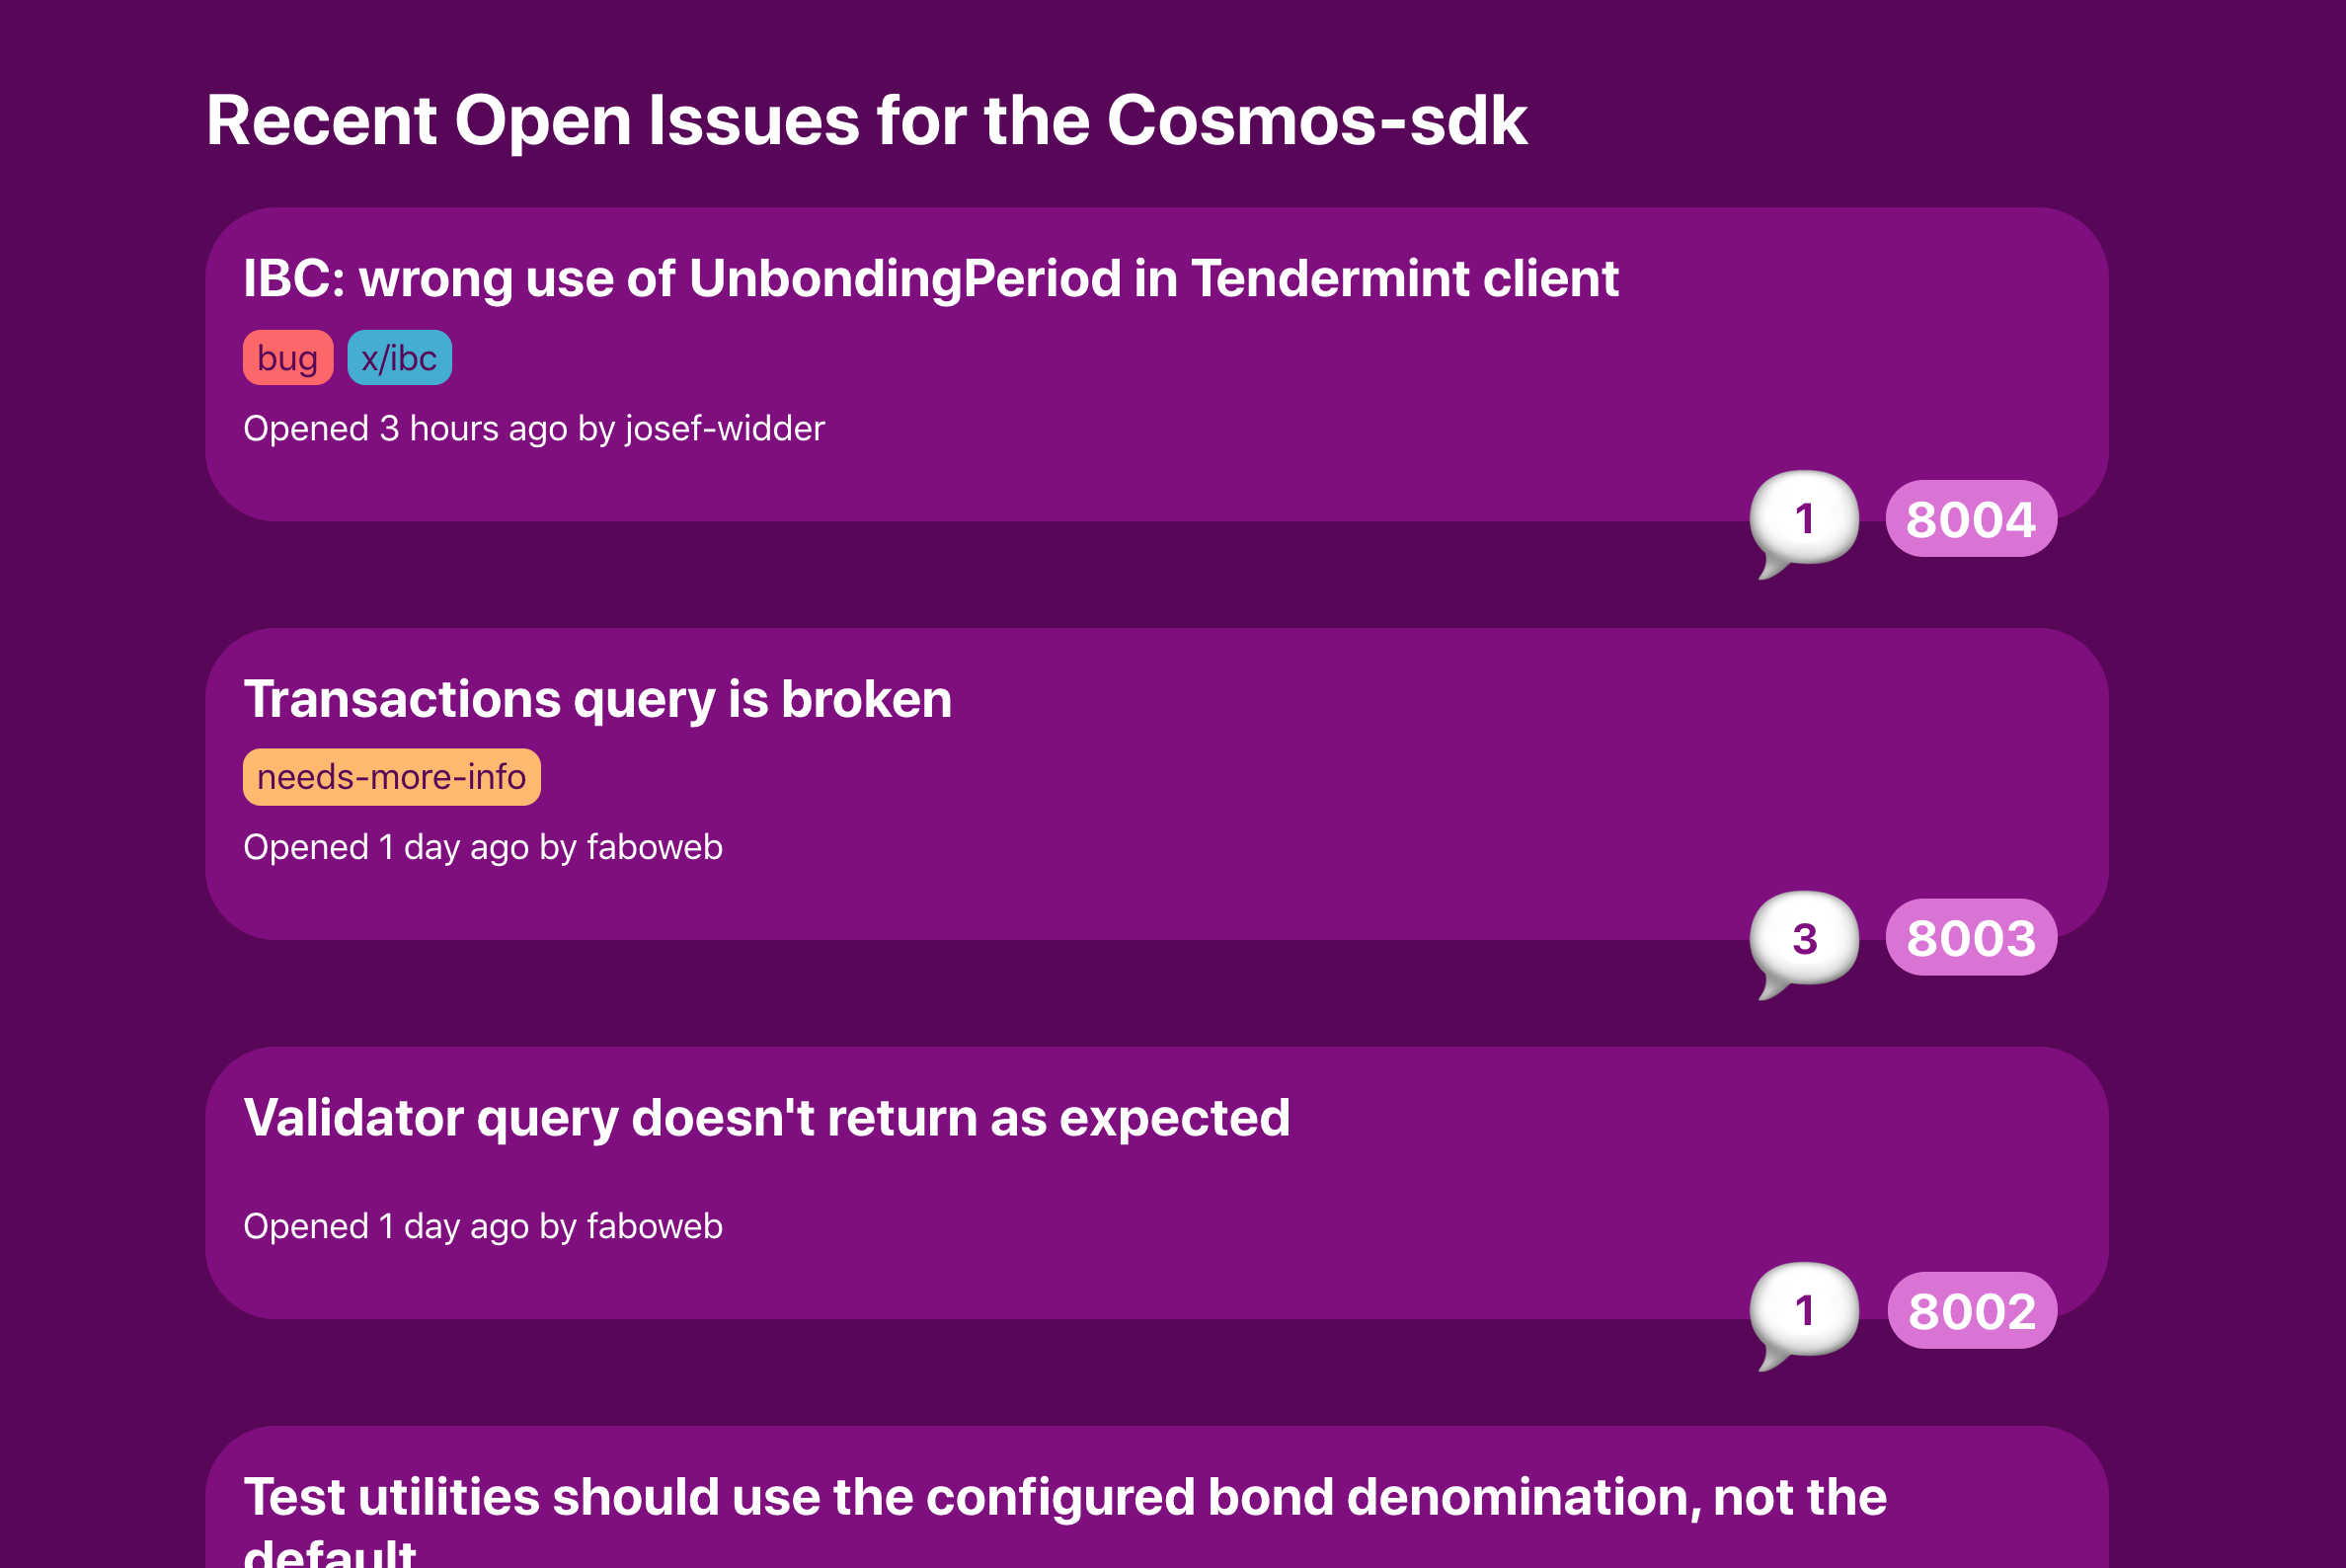 Recent Open Issues for the Cosmos-sdk
IBC: wrong use of UnbondingPeriod in Tendermint client
bug x/ibc
Opened 3 hours ago by josef-widder
1 8004
Transactions query is broken
needs-more-info
Opened 1 day ago by faboweb
3 8003
Validator query doesn't return as expected
Opened 1 day ago by faboweb
1 8002
Test utilities should use the configured bond denomination, not the
default